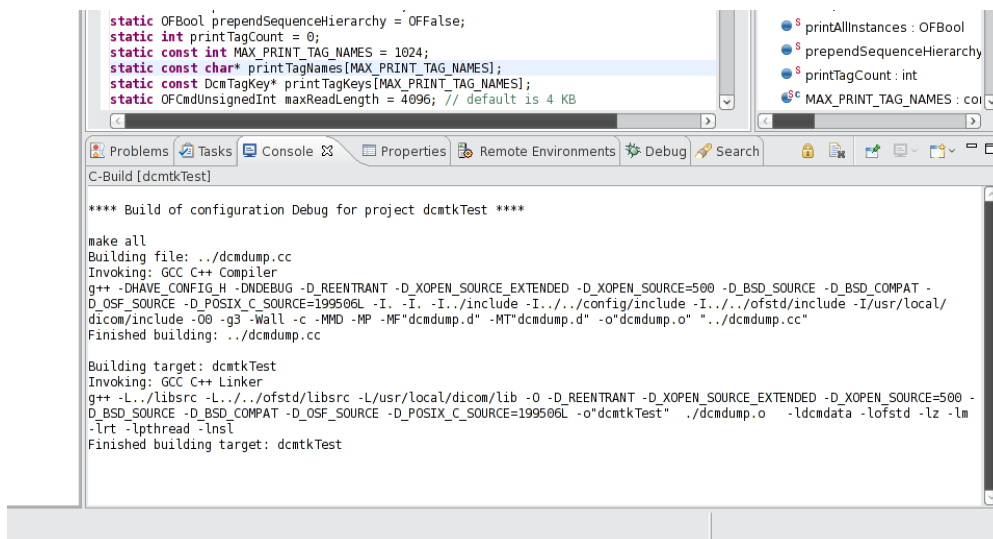 static OFBool prependSequenceHierarchy = OFFalse;
static int printTagCount = 0;
static const int MAX_PRINT_TAG_NAMES = 1024;
static const char* printTagNames[MAX_PRINT_TAG_NAMES];
static const DcmTagKey* printTagKeys[MAX_PRINT_TAG_NAMES];
static OFCmdUnsignedInt maxReadLength = 4096; // default is 4 KB
S printAllInstances : OFBool
S prependSequenceHierarchy
S printTagCount : int
S C MAX_PRINT_TAG_NAMES : co
Problems Tasks Console Properties Remote Environments Debug Search
C-Build [dcmtkTest]
**** Build of configuration Debug for project dcmtkTest ****
make all
Building file: ../dcmdump.cc
Invoking: GCC C++ Compiler
g++ -DHAVE_CONFIG_H -DNDEBUG -D_REENTRANT -D_XOPEN_SOURCE_EXTENDED -D_XOPEN_SOURCE=500 -D_BSD_SOURCE -D_BSD_COMPAT -
D_OSF_SOURCE -D_POSIX_C_SOURCE=199506L -I. -I. -I../include -I../../config/include -I../../ofstd/include -I/usr/local/
dicom/include -O0 -g3 -Wall -c -MMD -MP -MF"dcmdump.d" -MT"dcmdump.d" -o"dcmdump.o" "../dcmdump.cc"
Finished building: ../dcmdump.cc
Building target: dcmtkTest
Invoking: GCC C++ Linker
g++ -L../libsrc -L../../ofstd/libsrc -L/usr/local/dicom/lib -O -D_REENTRANT -D_XOPEN_SOURCE_EXTENDED -D_XOPEN_SOURCE=500 -
D_BSD_SOURCE -D_BSD_COMPAT -D_OSF_SOURCE -D_POSIX_C_SOURCE=199506L -o"dcmtkTest" ./dcmdump.o -ldcmdata -lofstd -lz -lm
-lrt -lpthread -lnsl
Finished building target: dcmtkTest